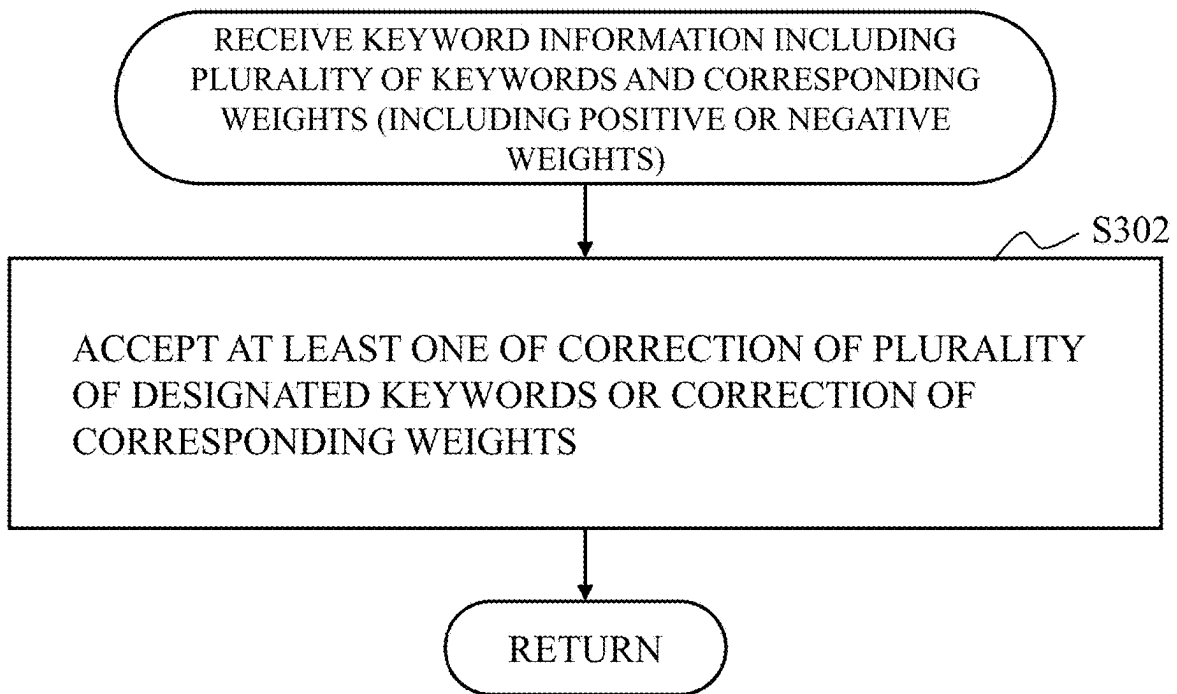 RECEIVE KEYWORD INFORMATION INCLUDING
PLURALITY OF KEYWORDS AND CORRESPONDING
WEIGHTS (INCLUDING POSITIVE OR NEGATIVE
WEIGHTS)
S302
ACCEPT AT LEAST ONE OF CORRECTION OF PLURALITY
OF DESIGNATED KEYWORDS OR CORRECTION OF
CORRESPONDING WEIGHTS
RETURN